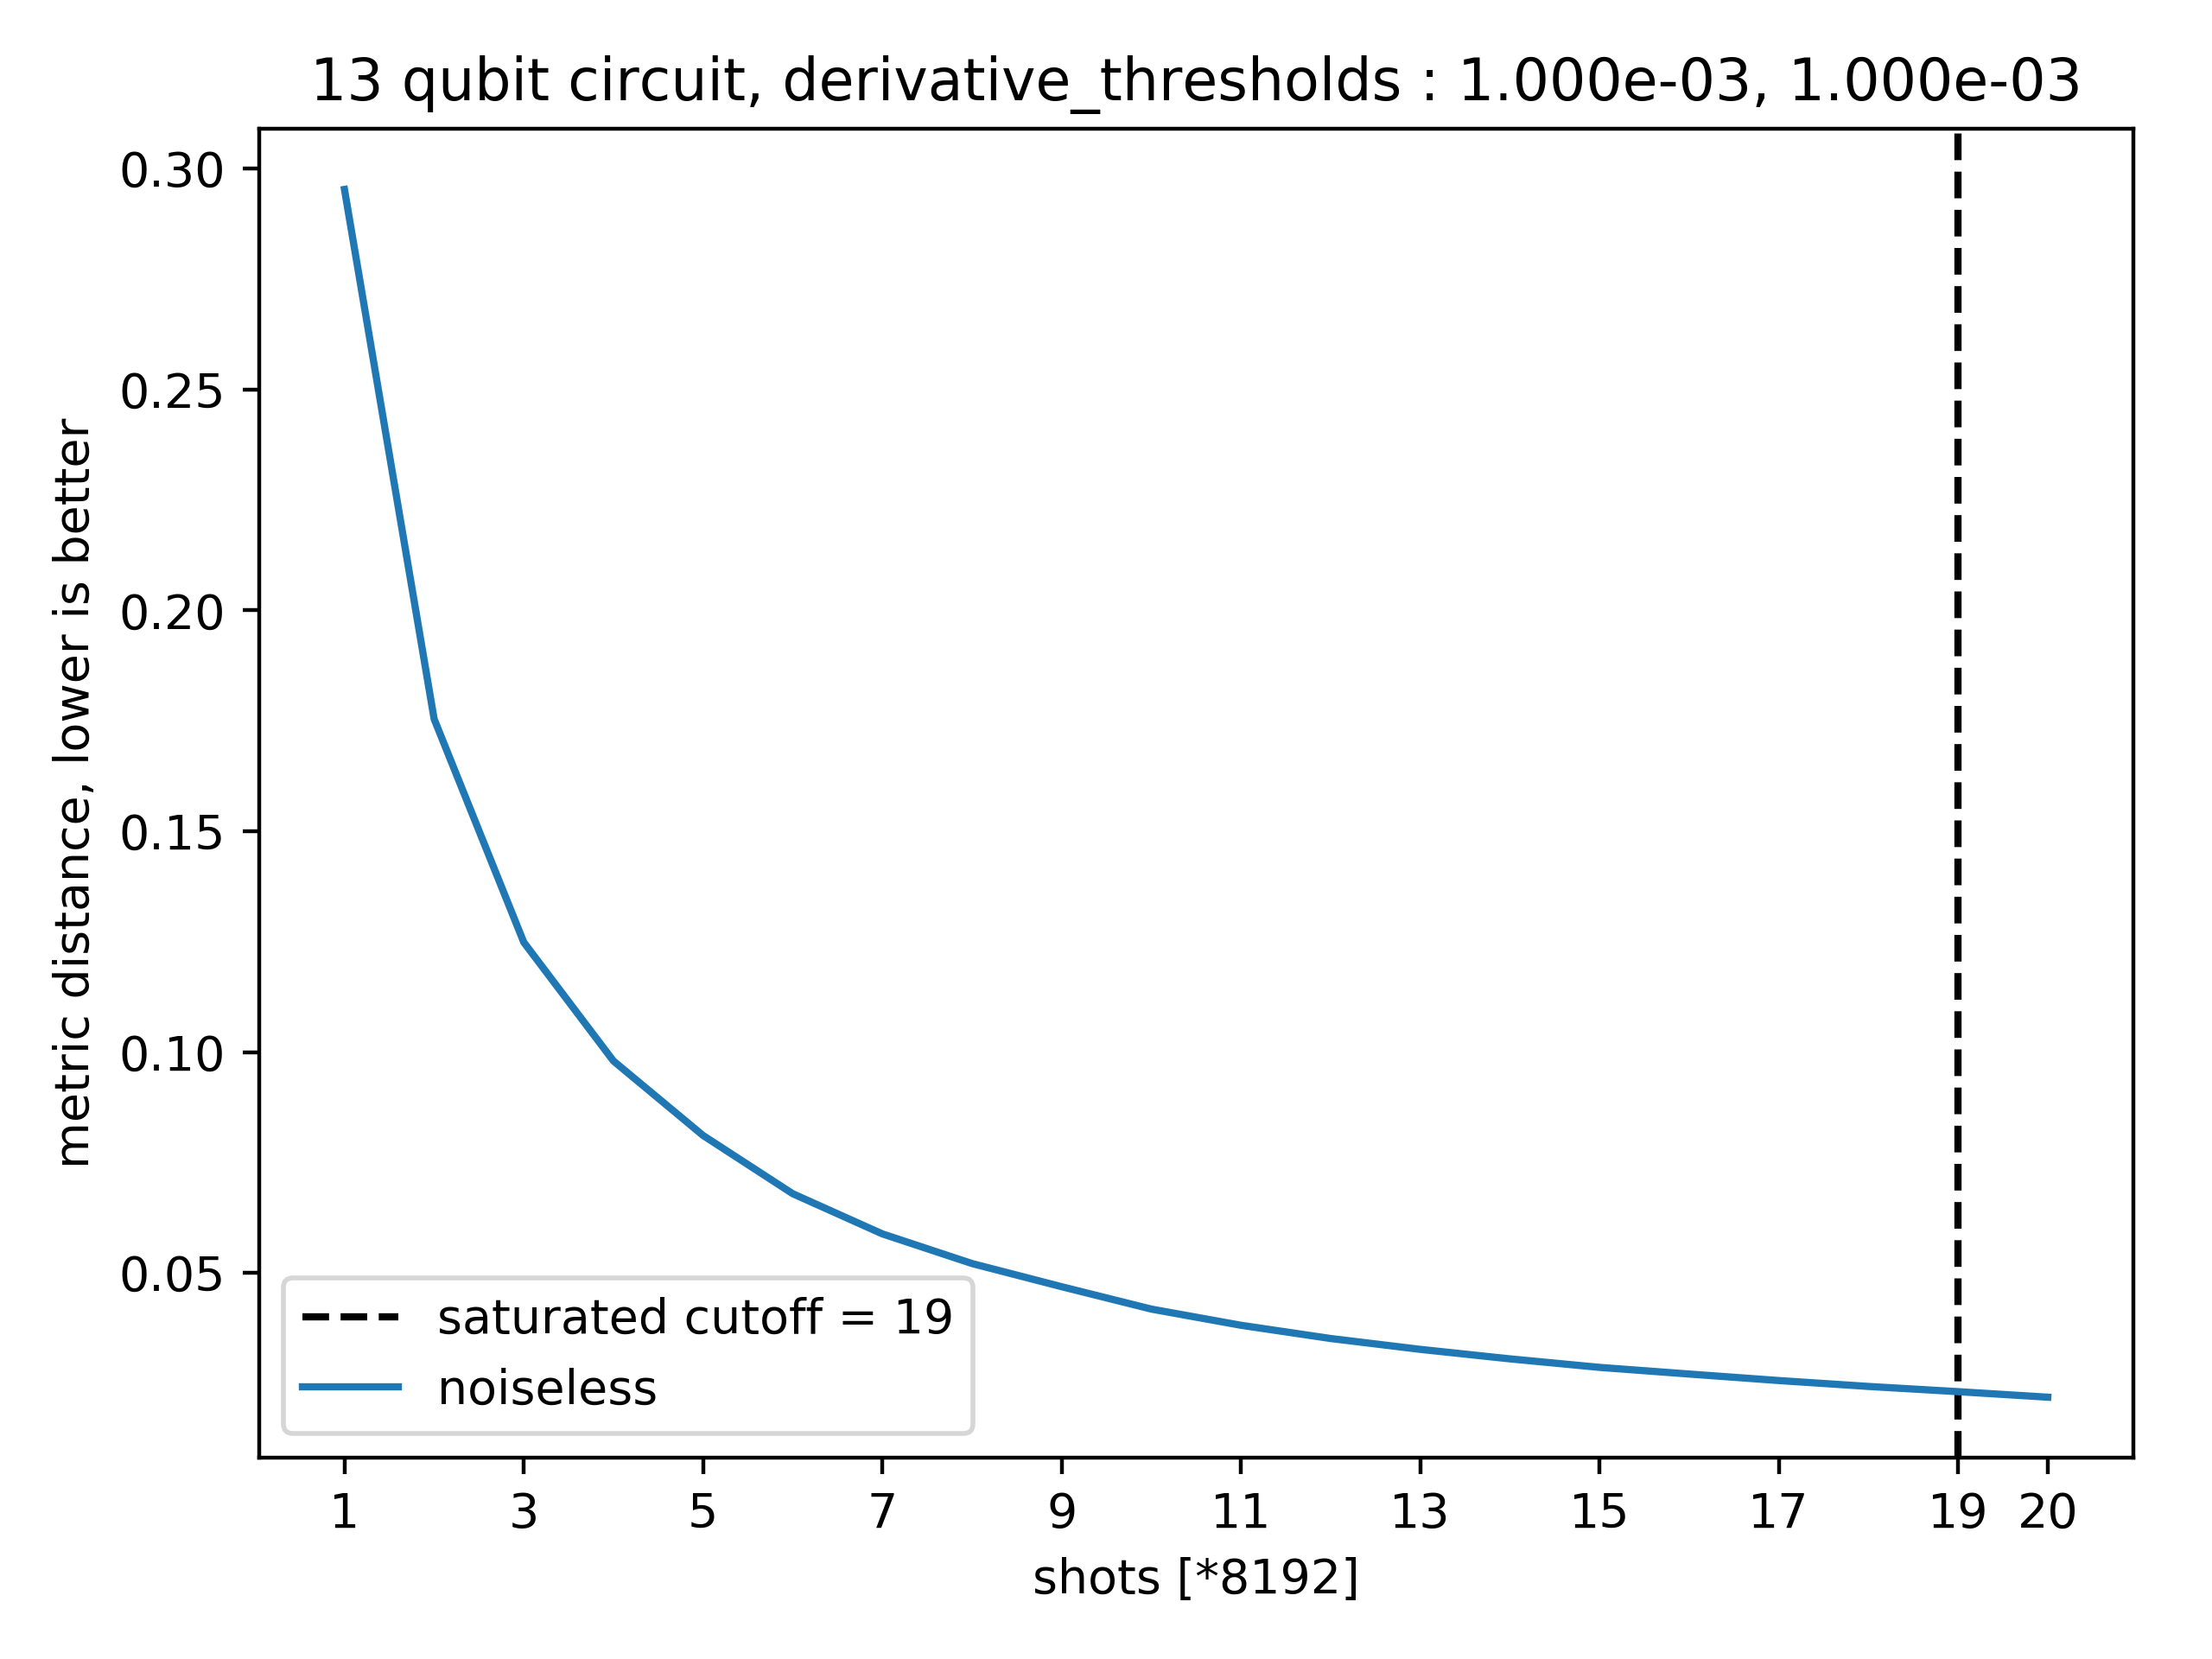 13 qubit circuit, derivative_thresholds : 1.000e-03, 1.000e-03
metric distance, lower is better
0.30
0.25
0.20
0.15
0.10
0.05
saturated cutoff = 19
noiseless
1 3 5 7 9 11 13 15 17 19 20
shots [*8192]